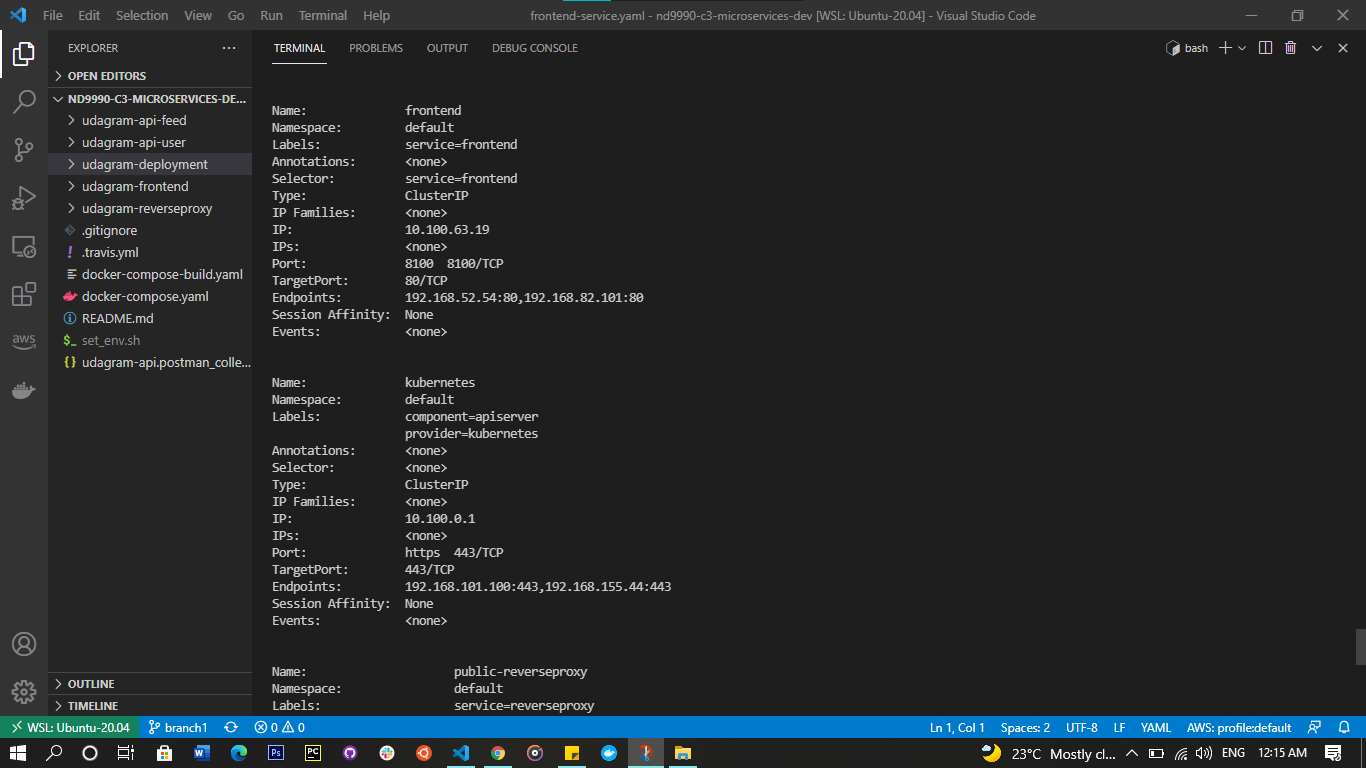 File Edit Selection View Go Run Terminal Help
frontend-service.yaml - nd9990-c3-microservices-dev [WSL: Ubuntu-20.04] - Visual Studio Code
EXPLORER
OPEN EDITORS
ND9990-C3-MICROSERVICES-DE...
udagram-api-feed
udagram-api-user
udagram-deployment
udagram-frontend
udagram-reverseproxy
.gitignore
! .travis.yml
docker-compose-build.yaml
docker-compose.yaml
README.md
$_ set_env.sh
{} udagram-api.postman_colle...
OUTLINE
TIMELINE
aws
TERMINAL PROBLEMS OUTPUT DEBUG CONSOLE
bash
Name: frontend
Namespace: default
Labels: service=frontend
Annotations: <none>
Selector: service=frontend
Type: ClusterIP
IP Families: <none>
IP: 10.100.63.19
IPs: <none>
Port: 8100 8100/TCP
TargetPort: 80/TCP
Endpoints: 192.168.52.54:80,192.168.82.101:80
Session Affinity: None
Events: <none>
Name: kubernetes
Namespace: default
Labels: component=apiserver
provider=kubernetes
Annotations: <none>
Selector: <none>
Type: ClusterIP
IP Families: <none>
IP: 10.100.0.1
IPs: <none>
Port: https 443/TCP
TargetPort: 443/TCP
Endpoints: 192.168.101.100:443,192.168.155.44:443
Session Affinity: None
Events: <none>
Name: public-reverseproxy
Namespace: default
Labels: service=reverseproxy
WSL: Ubuntu-20.04 branch1 0 0 Ln 1, Col 1 Spaces: 2 UTF-8 LF YAML AWS: profile:default
W Ps PC 23°C Mostly cl... ENG 12:15 AM